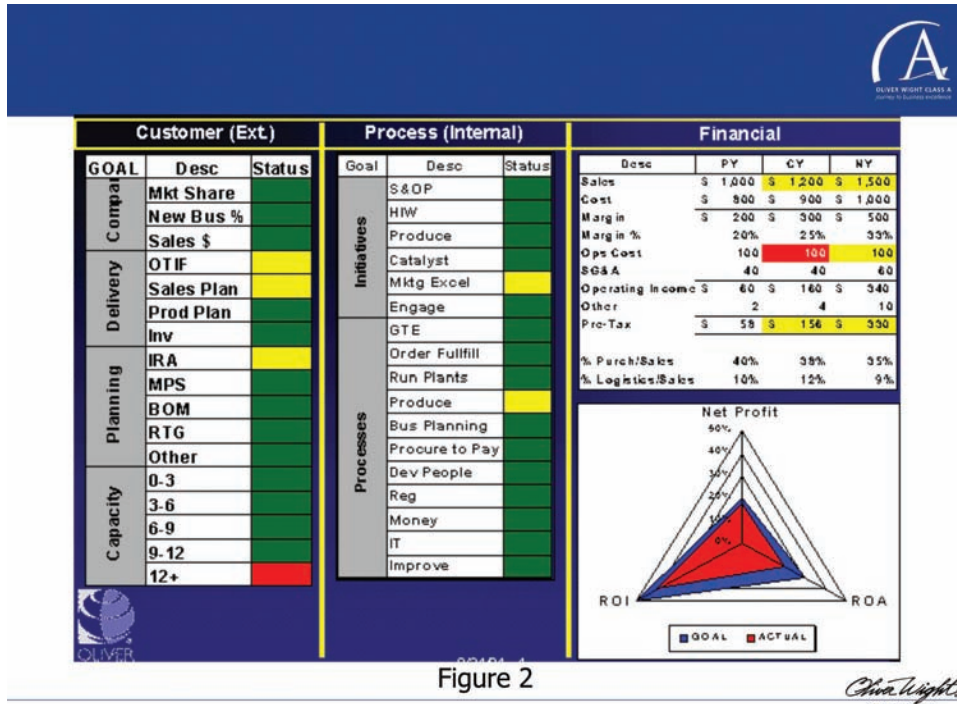 OLIVER WIGHT CLASS A
Journey to business excellence
Customer (Ext.)
GOAL Desc Status
Compar
Mkt Share
New Bus %
Sales $
Delivery
OTIF
Sales Plan
Prod Plan
Inv
Planning
IRA
MPS
BOM
RTG
Other
Capacity
0-3
3-6
6-9
9-12
12+
OLIVER
Process (Internal)
Goal Desc Status
Initiatives
S&OP
HIW
Produce
Catalyst
Mktg Excel
Engage
Processes
GTE
Order Fullfill
Run Plants
Produce
Bus Planning
Procure to Pay
Dev People
Reg
Money
IT
Improve
Financial
Desc PY CY NY
Sales $ 1,000 $ 1,200 $ 1,500
Cost $ 800 $ 900 $ 1,000
Margin $ 200 $ 300 $ 500
Margin % 20% 25% 33%
Ops Cost 100 100 100
SG&A 40 40 60
Operating Income $ 60 $ 160 $ 340
Other 2 4 10
Pre-Tax $ 58 $ 156 $ 330
% Purch/Sales 40% 38% 35%
% Logistics/Sales 10% 12% 9%
Net Profit
50%
40%
30%
20%
10%
0%
ROI
ROA
GOAL ACTUAL
Figure 2
Oliver Wight